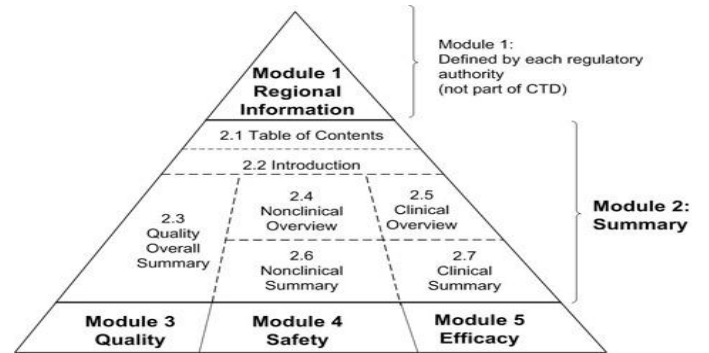 Module 1
Regional
Information
Module 1:
Defined by each regulatory
authority
(not part of CTD)
2.1 Table of Contents
2.2 Introduction
2.3
Quality
Overall
Summary
2.4
Nonclinical
Overview
2.5
Clinical
Overview
2.6
Nonclinical
Summary
2.7
Clinical
Summary
Module 2:
Summary
Module 3
Quality
Module 4
Safety
Module 5
Efficacy